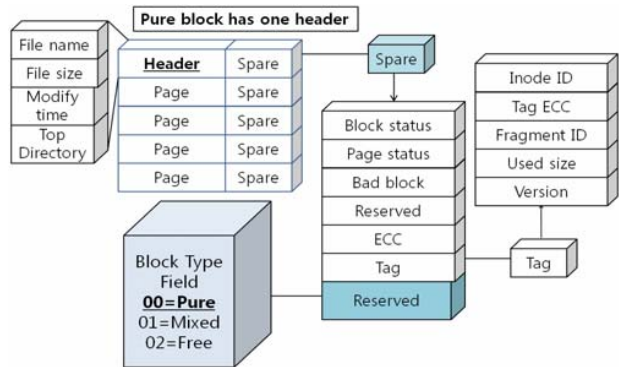 Pure block has one header
File name
File size
Modify
time
Top
Directory
Header Spare
Page Spare
Page Spare
Page Spare
Page Spare
Spare
Block status
Page status
Bad block
Reserved
ECC
Tag
Reserved
Inode ID
Tag ECC
Fragment ID
Used size
Version
Tag
Block Type
Field
00=Pure
01=Mixed
02=Free